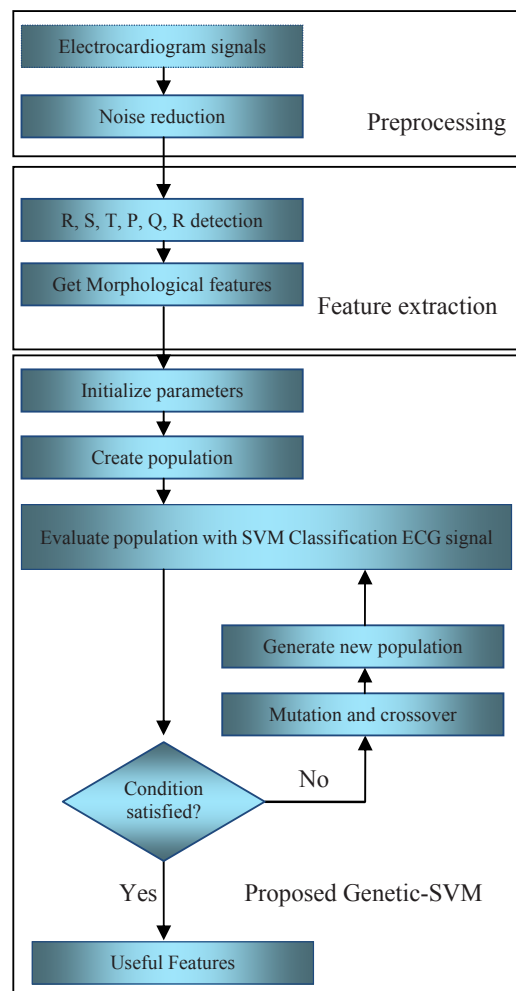 Electrocardiogram signals
Noise reduction
Preprocessing
R, S, T, P, Q, R detection
Get Morphological features
Feature extraction
Initialize parameters
Create population
Evaluate population with SVM Classification ECG signal
Generate new population
Mutation and crossover
Condition
satisfied?
No
Yes
Proposed Genetic-SVM
Useful Features